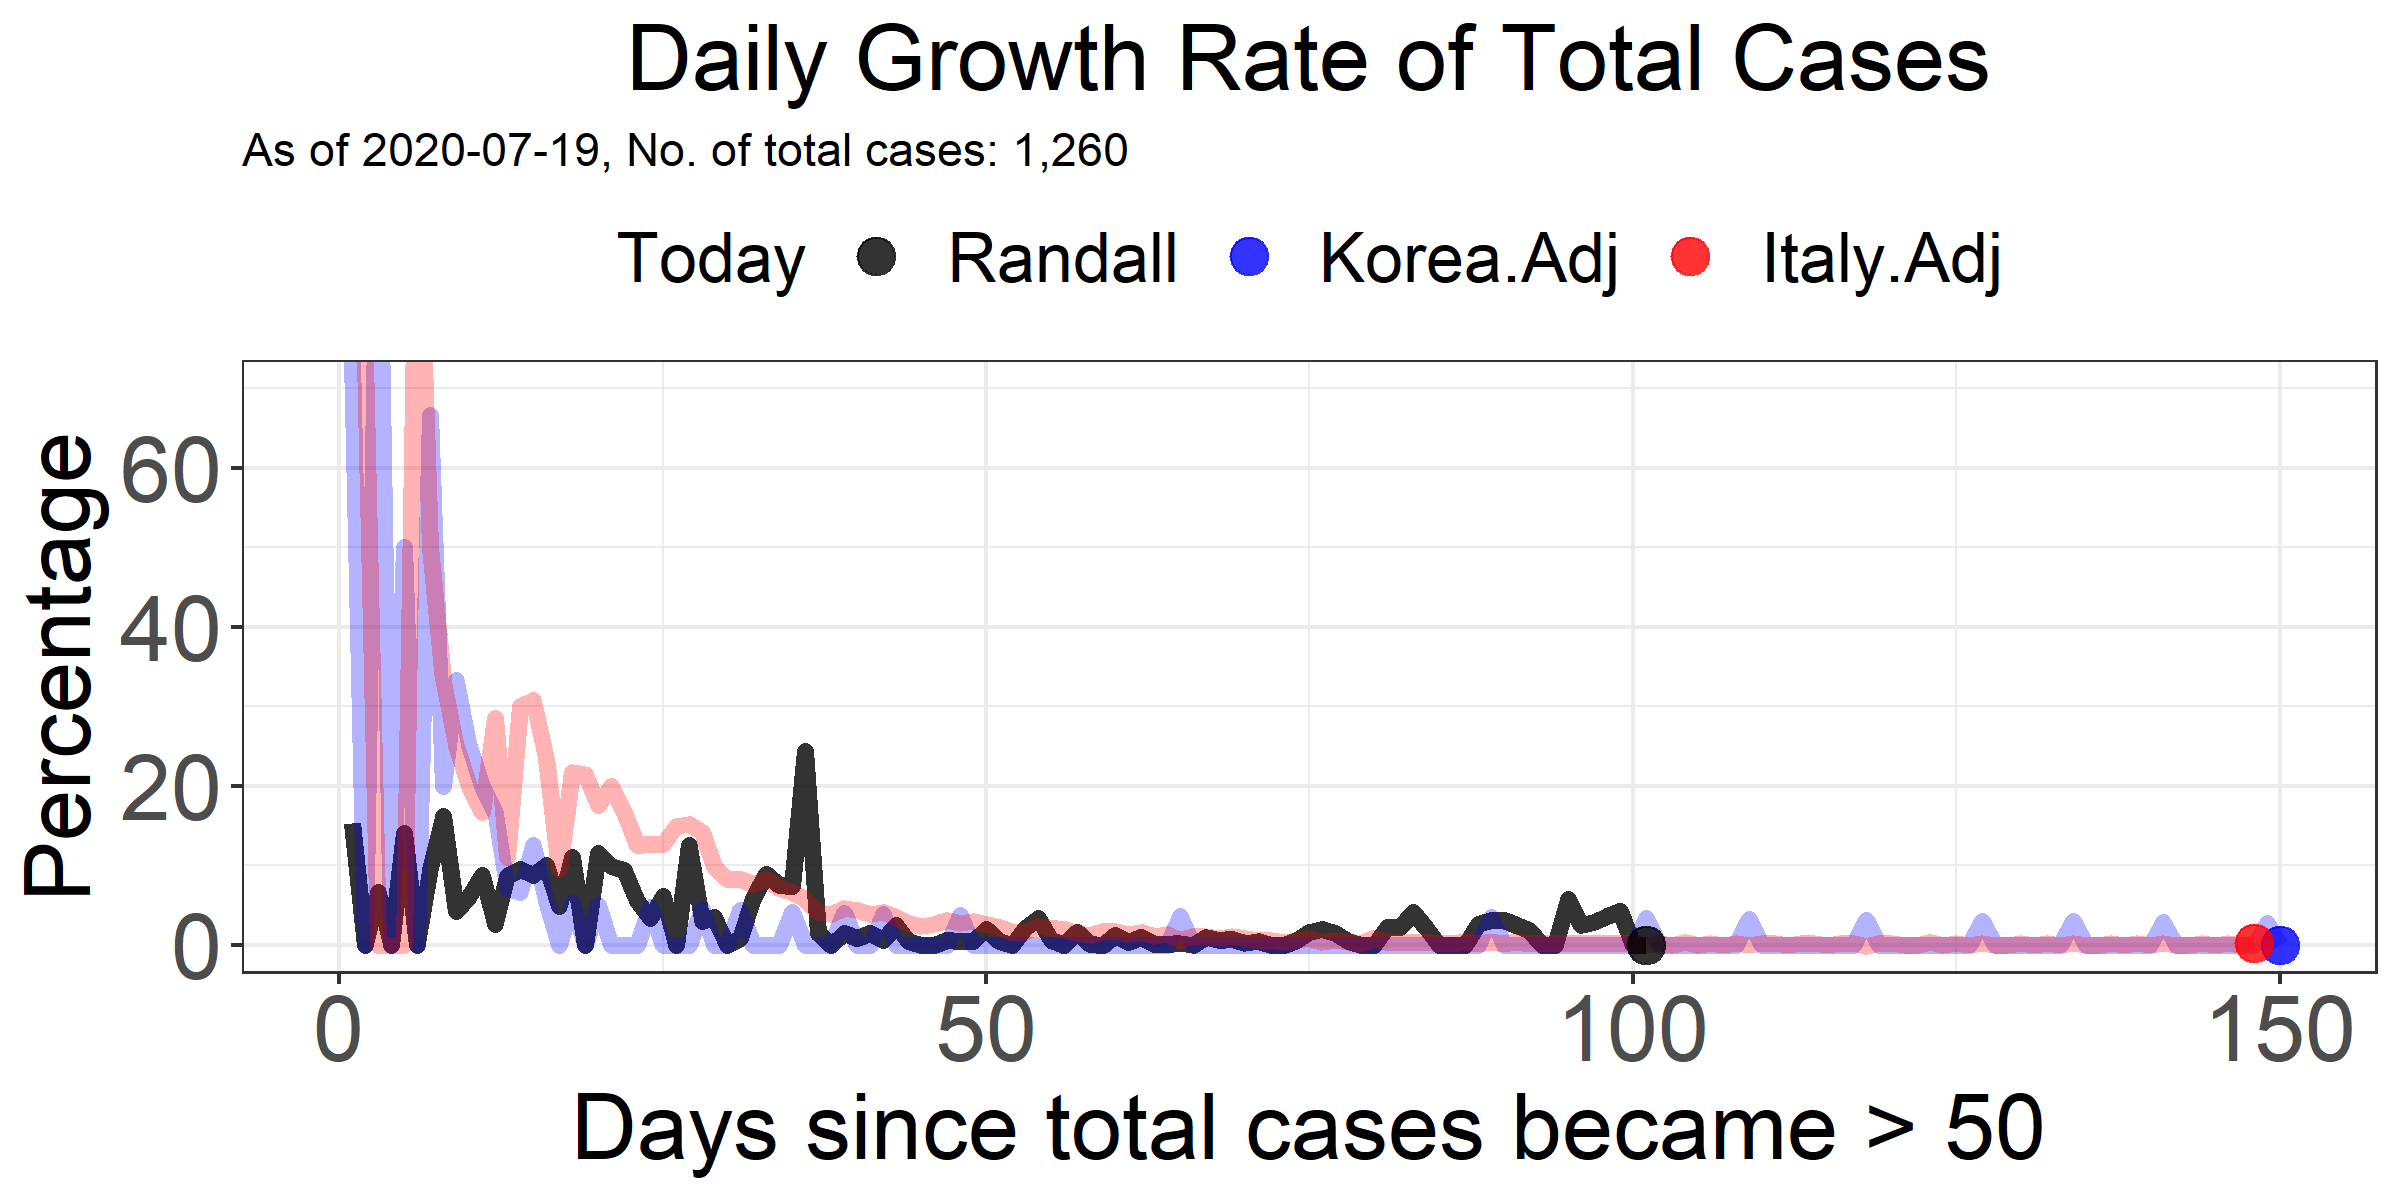 Daily Growth Rate of Total Cases
As of 2020-07-19, No. of total cases: 1,260
Today Randall Korea.Adj Italy.Adj
Percentage
60
40
20
0
0 50 100 150
Days since total cases became > 50